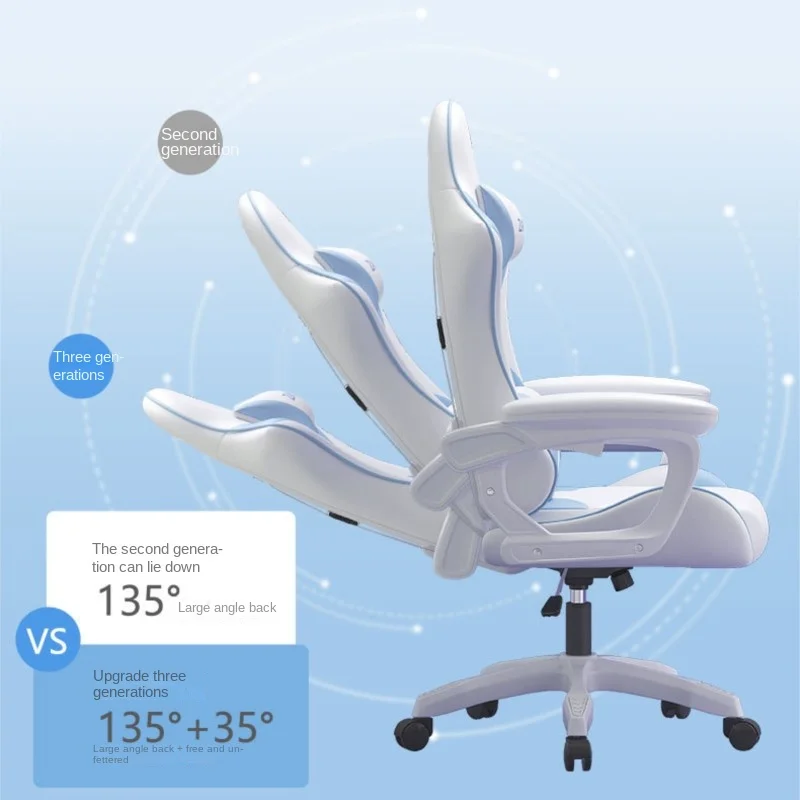 Second
generation
Three gen-
erations
The second genera-
tion can lie down
135° Large angle back
VS
Upgrade three
generations
135°+35°
Large angle back + free and un-
fettered